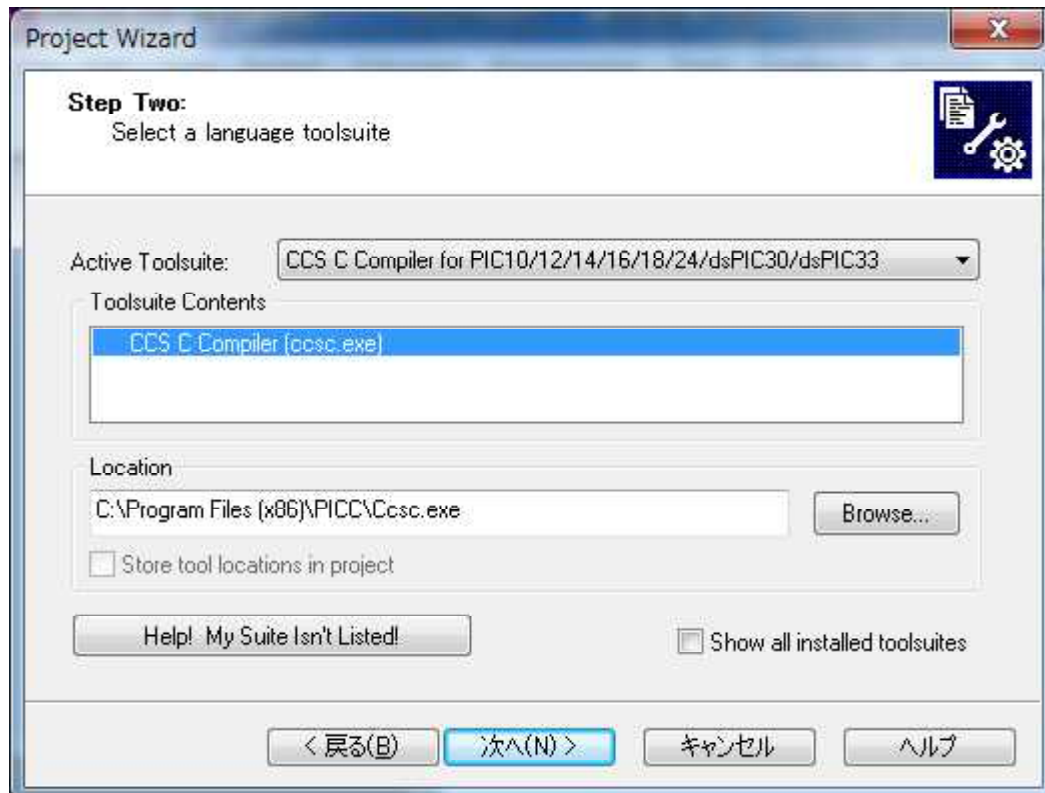 Project Wizard
Step Two:
Select a language toolsuite
Active Toolsuite:
CCS C Compiler for PIC10/12/14/16/18/24/dsPIC30/dsPIC33
Toolsuite Contents
CCS C Compiler (ccsc.exe)
Location
C:\Program Files (x86)\PICC\Ccsc.exe
Browse...
Store tool locations in project
Help! My Suite Isn't Listed!
Show all installed toolsuites
< 戻る(B)
次へ(N) >
キャンセル
ヘルプ